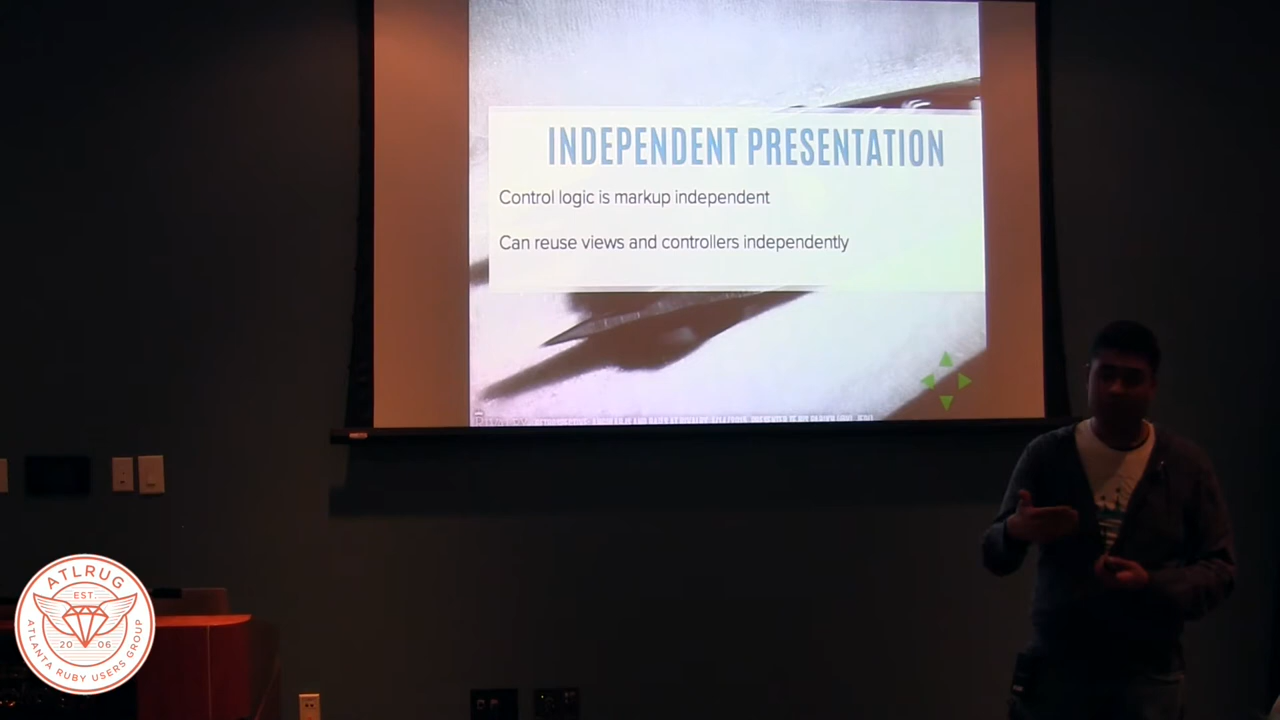 INDEPENDENT PRESENTATION
Control logic is markup independent
Can reuse views and controllers independently
ATLRUG
EST.
20 06
ATLANTA RUBY USERS GROUP